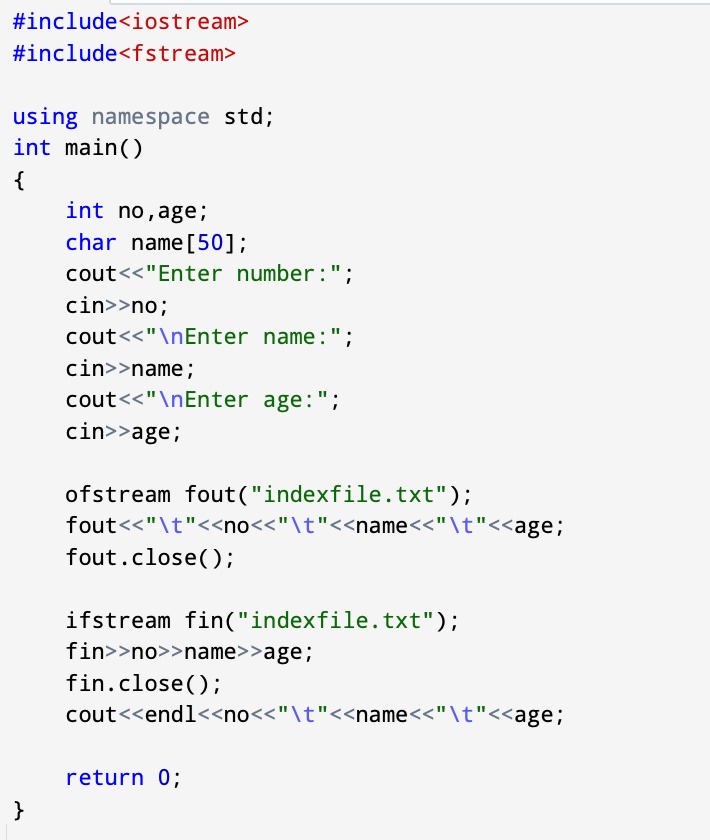 #include<iostream>
#include<fstream>
using namespace std;
int main()
{
int no,age;
char name[50];
cout<<"Enter number:";
cin>>no;
cout<<"\nEnter name:";
cin>>name;
cout<<"\nEnter age:";
cin>>age;
ofstream fout("indexfile.txt");
fout<<"\t"<<no<<"\t"<<name<<"\t"<<age;
fout.close();
ifstream fin("indexfile.txt");
fin>>no>>name>>age;
fin.close();
cout<<endl<<no<<"\t"<<name<<"\t"<<age;
return 0;
}